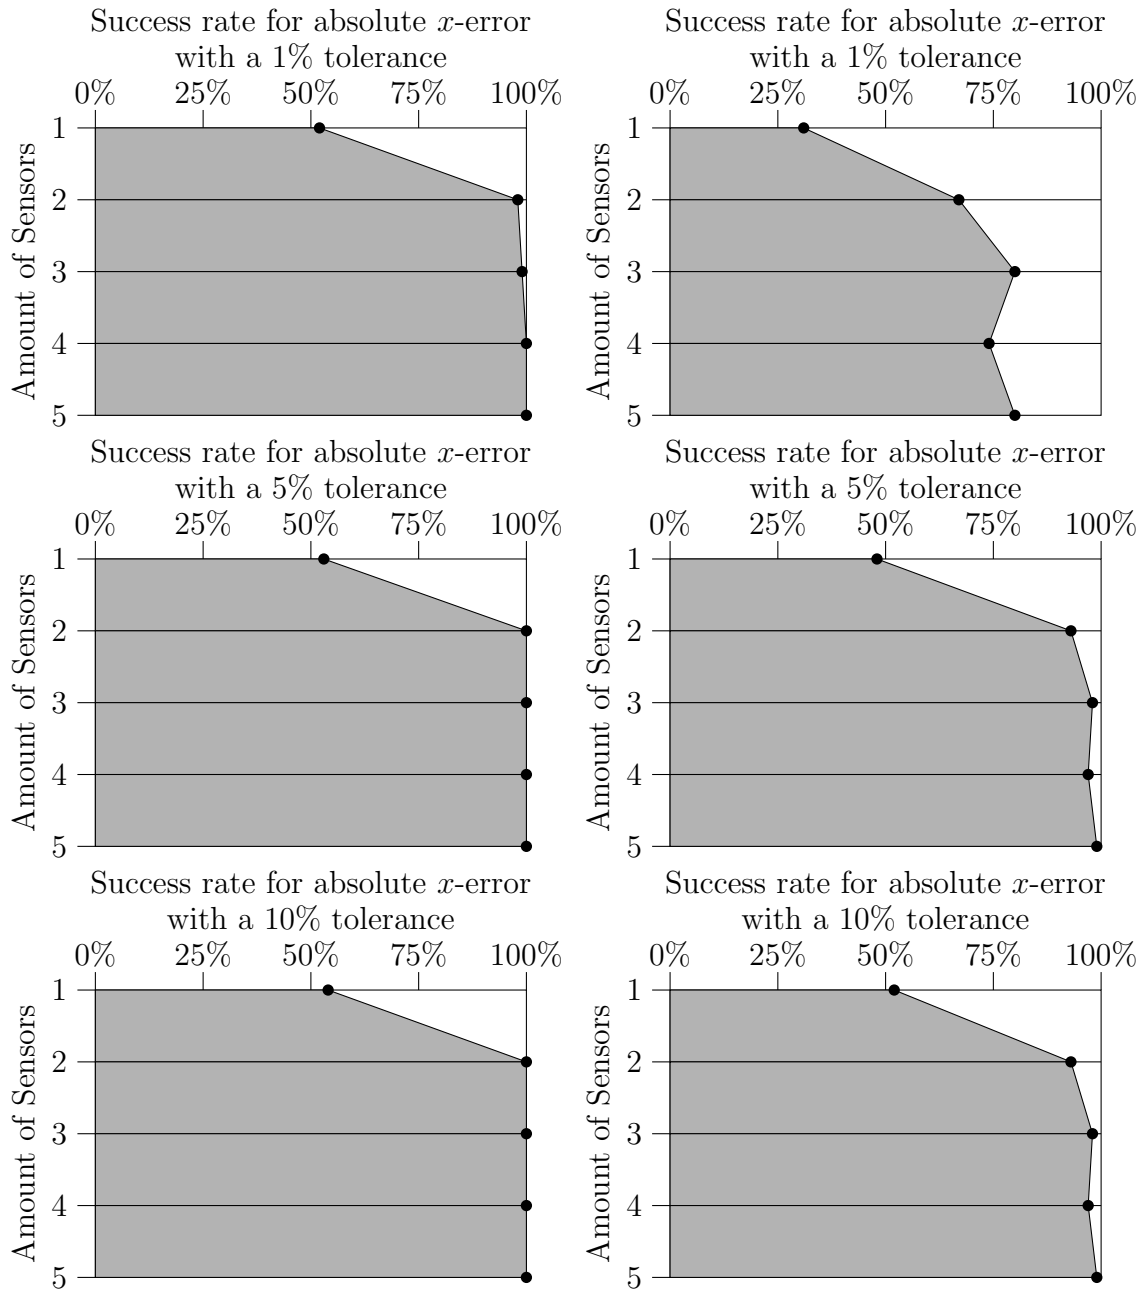 Success rate for absolute x-error
with a 1% tolerance
0% 25% 50% 75% 100%
Amount of Sensors
1
2
3
4
5
Success rate for absolute x-error
with a 1% tolerance
0% 25% 50% 75% 100%
Amount of Sensors
1
2
3
4
5
Success rate for absolute x-error
with a 5% tolerance
0% 25% 50% 75% 100%
Amount of Sensors
1
2
3
4
5
Success rate for absolute x-error
with a 5% tolerance
0% 25% 50% 75% 100%
Amount of Sensors
1
2
3
4
5
Success rate for absolute x-error
with a 10% tolerance
0% 25% 50% 75% 100%
Amount of Sensors
1
2
3
4
5
Success rate for absolute x-error
with a 10% tolerance
0% 25% 50% 75% 100%
Amount of Sensors
1
2
3
4
5